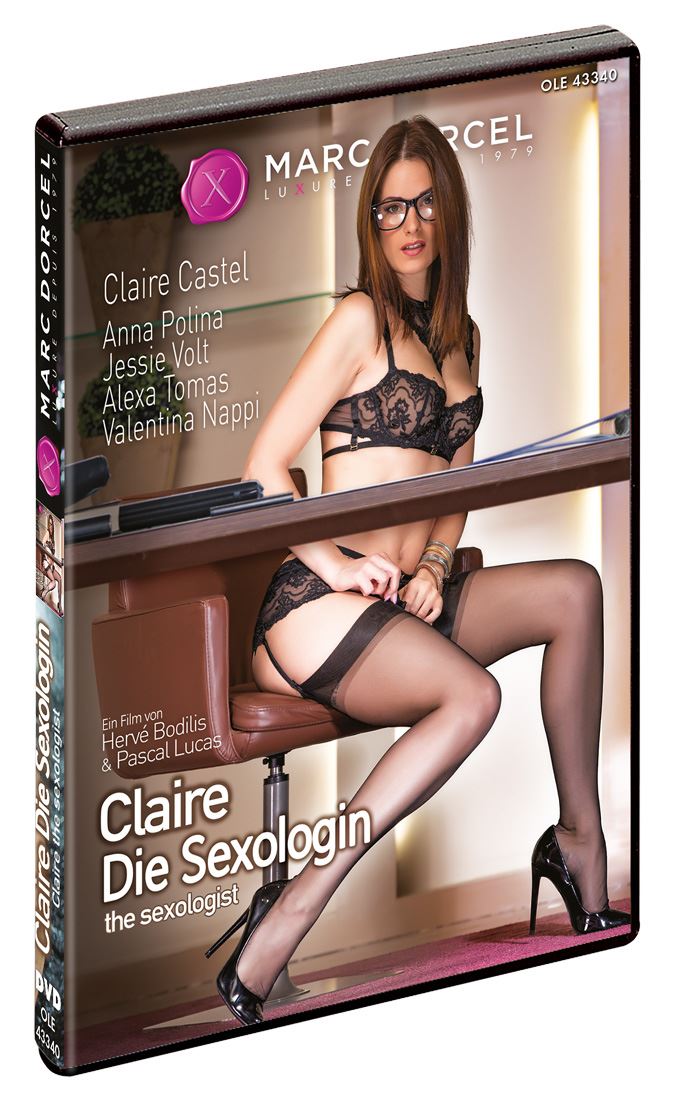 OLE 43340
MARC DORCEL
LUXURE 1979
X
Claire Castel
Anna Polina
Jessie Volt
Alexa Tomas
Valentina Nappi
Ein Film von
Hervé Bodilis
& Pascal Lucas
Claire
Die Sexologin
the sexologist
MARC DORCEL
LUXURE DEPUIS 1979
X
Claire Die Sexologin
Claire the sexologist
DVD
OLE
43340